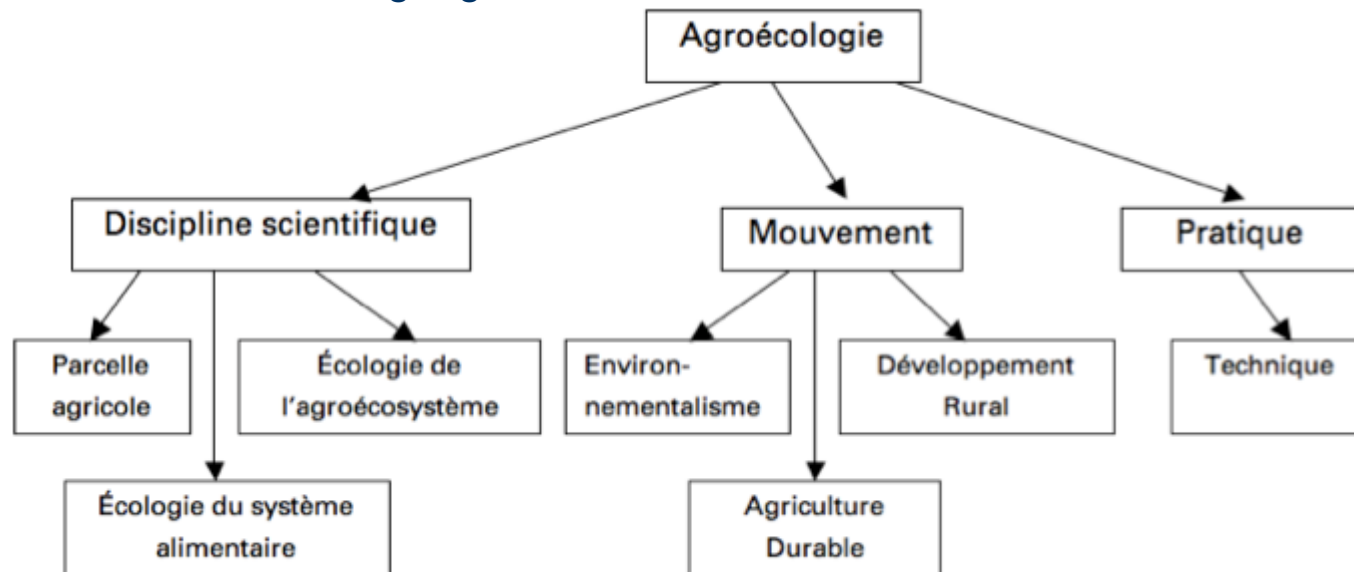 Agroécologie
Discipline scientifique
Mouvement
Pratique
Parcelle
agricole
Écologie de
l'agroécosystème
Environ-
nementalisme
Développement
Rural
Technique
Écologie du système
alimentaire
Agriculture
Durable